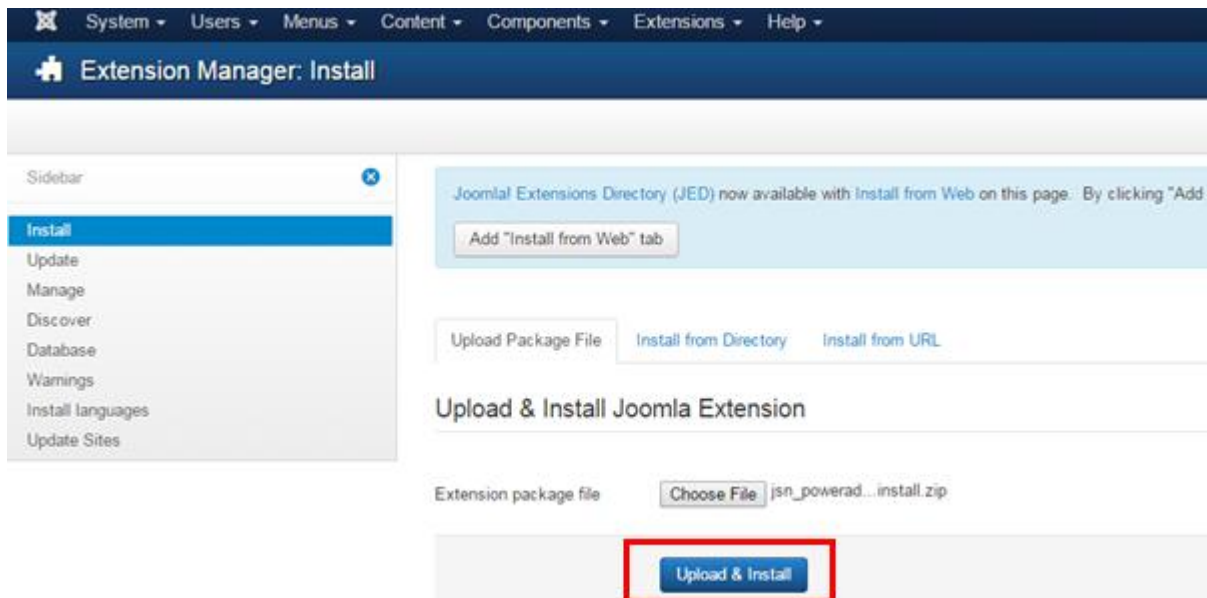 System Users Menus Content Components Extensions Help
Extension Manager: Install
Sidebar
Install
Update
Manage
Discover
Database
Warnings
Install languages
Update Sites
Joomla! Extensions Directory (JED) now available with Install from Web on this page. By clicking "Add
Add "Install from Web" tab
Upload Package File Install from Directory Install from URL
Upload & Install Joomla Extension
Extension package file Choose File jsn_powerad...install.zip
Upload & Install